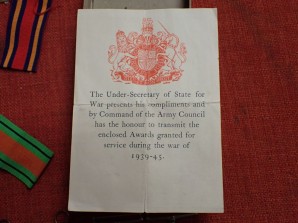 The Under-Secretary of State for
War presents his compliments and
by Command of the Army Council
has the honour to transmit the
enclosed Awards granted for
service during the war of
1939-45.